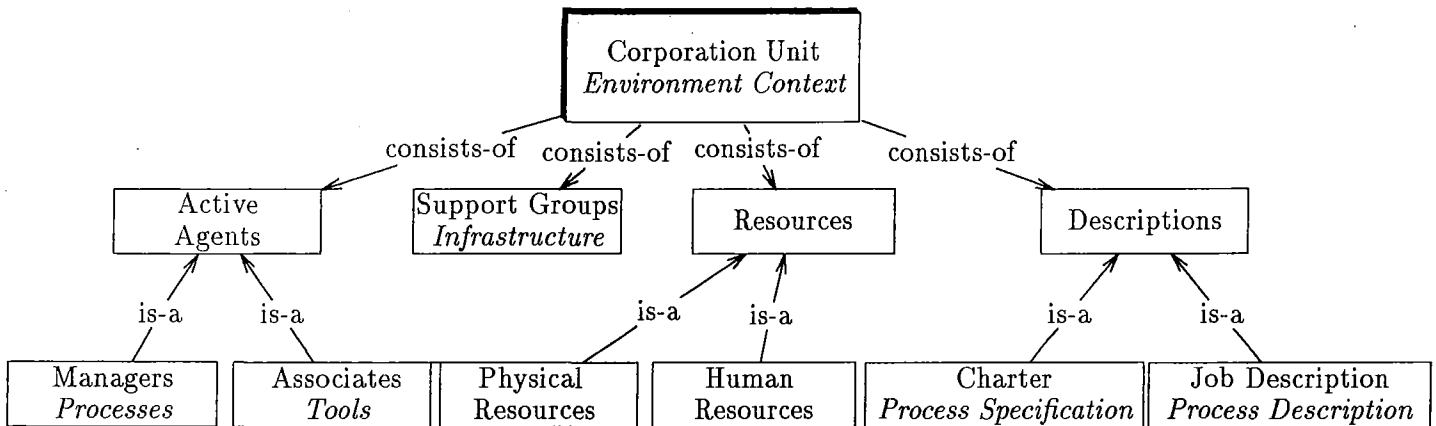 Corporation Unit
Environment Context
consists-of consists-of consists-of consists-of
Active
Agents
Support Groups
Infrastructure
Resources
Descriptions
is-a is-a is-a is-a is-a is-a
Managers
Processes
Associates
Tools
Physical
Resources
Human
Resources
Charter
Process Specification
Job Description
Process Description